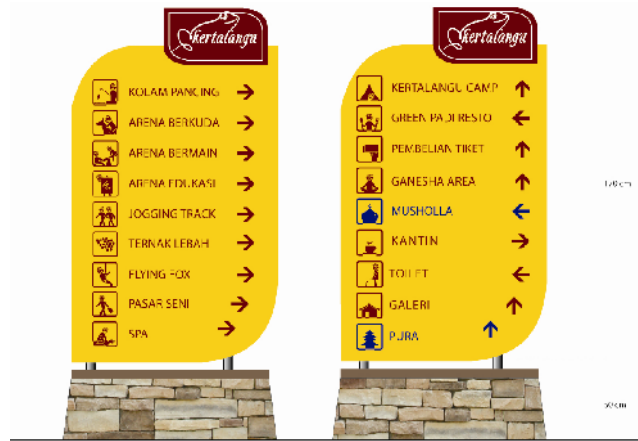 kertalangu
KOLAM PANCING
ARENA BERKUDA
ARENA BERMAIN
ARENA EDUKASI
JOGGING TRACK
TERNAK LEBAH
FLYING FOX
PASAR SENI
SPA
kertalangu
KERTALANGU CAMP
GREEN PADI RESTO
PEMBELIAN TIKET
GANESHA AREA
MUSHOLLA
KANTIN
TOILET
GALERI
PURA